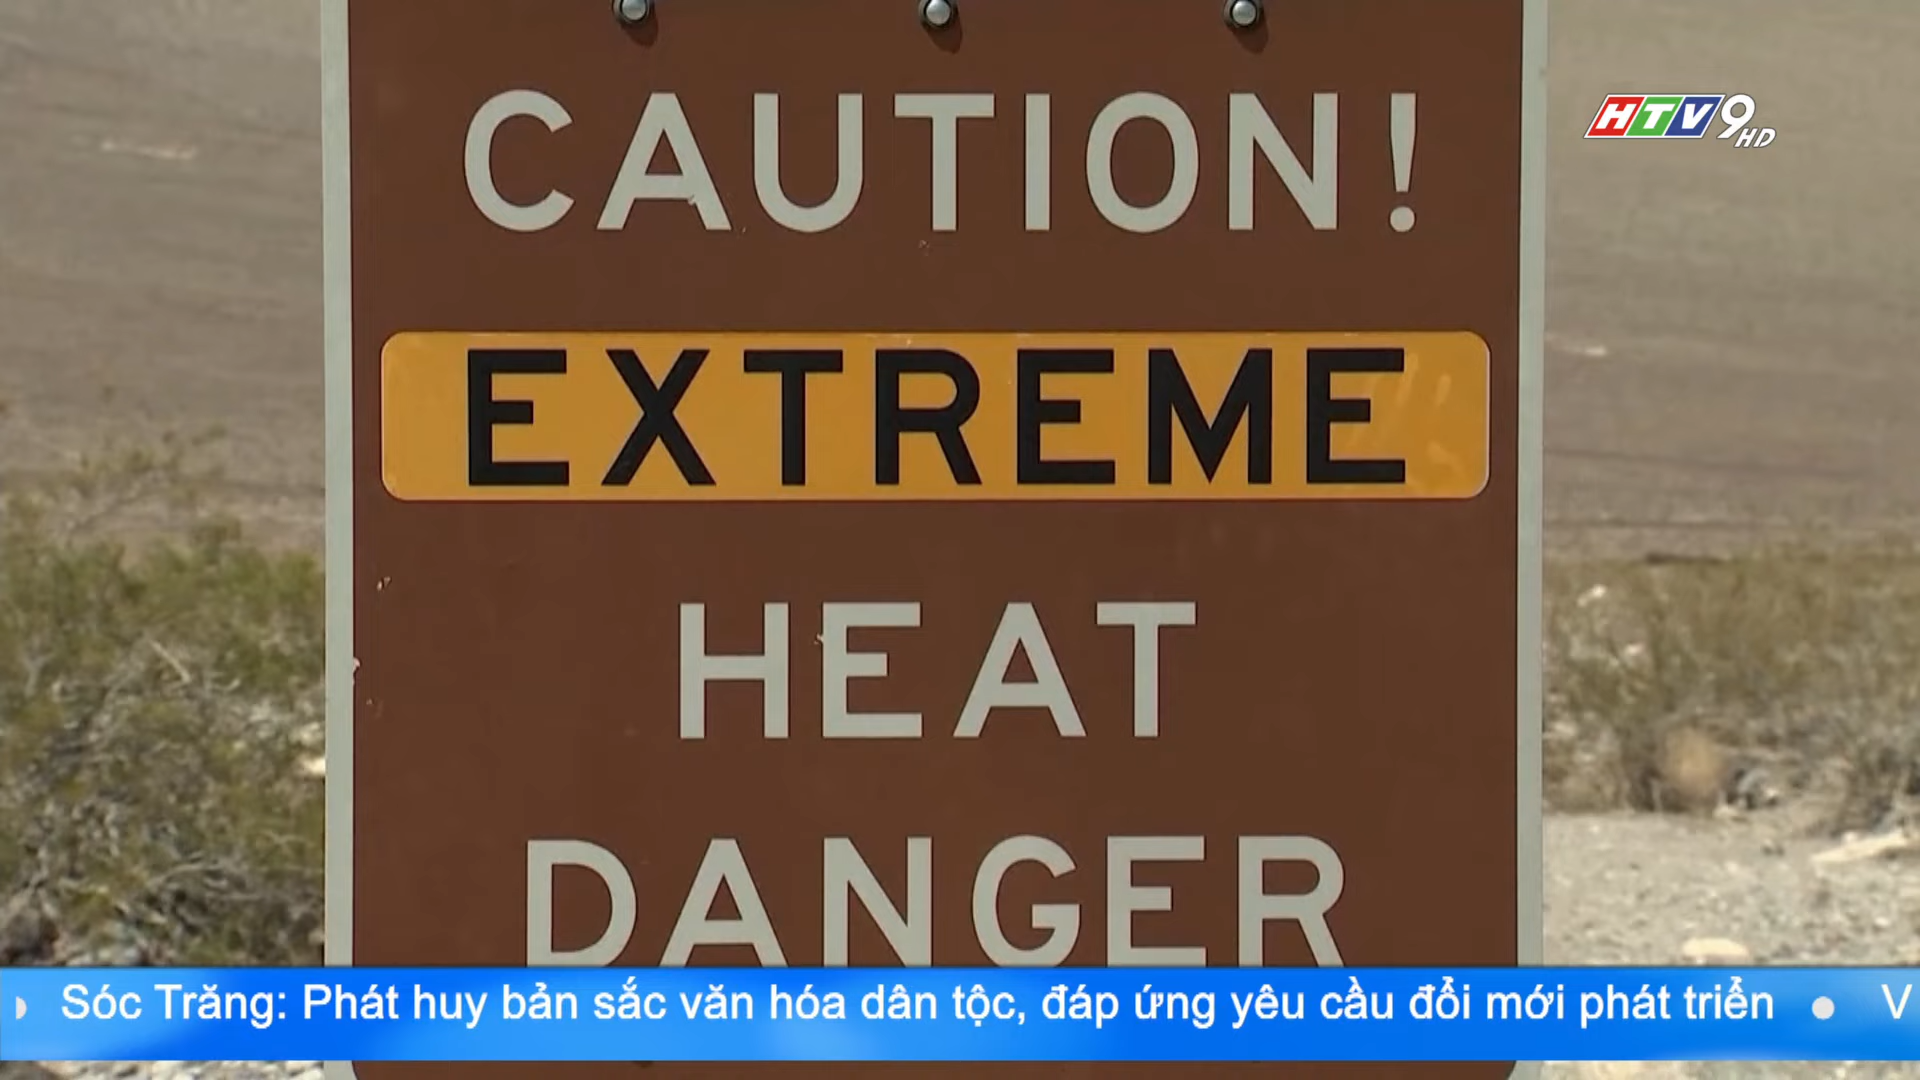 CAUTION!
HTV9
HD
EXTREME
HEAT
DANGER
Sóc Trăng: Phát huy bản sắc văn hóa dân tộc, đáp ứng yêu cầu đổi mới phát triển • V